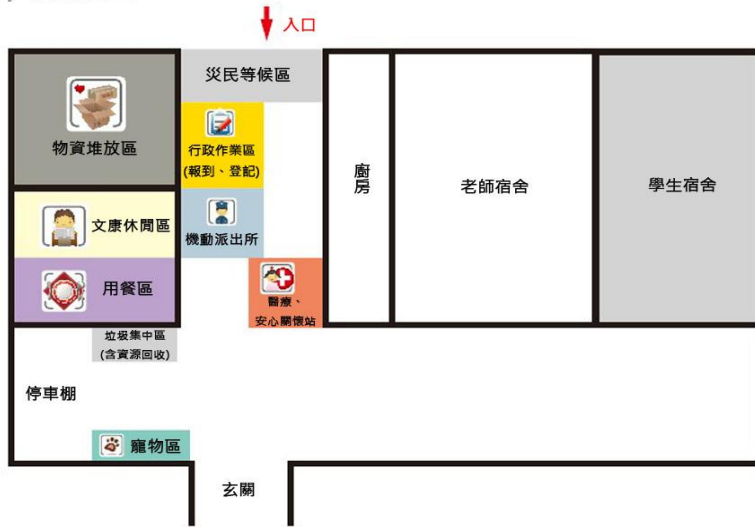 入口
災民等候區
物資堆放區
行政作業區
(報到、登記)
廚房
老師宿舍
學生宿舍
文康休閒區
機動派出所
用餐區
醫療、
安心關懷站
垃圾集中區
(含資源回收)
停車棚
寵物區
玄關